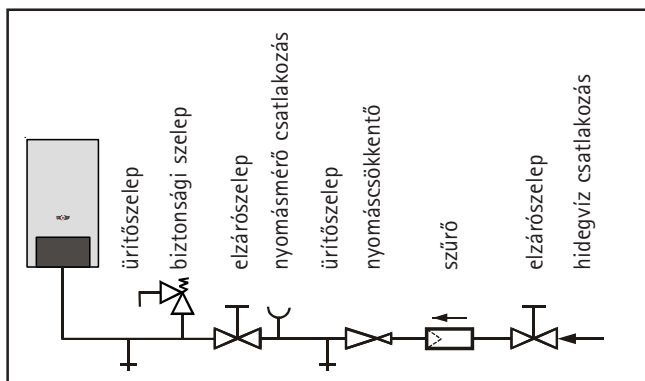 ürítőszelep
biztonsági szelep
elzárószelep
nyomásmérő csatlakozás
ürítőszelep
nyomáscsökkentő
szűrő
elzárószelep
hidegvíz csatlakozás